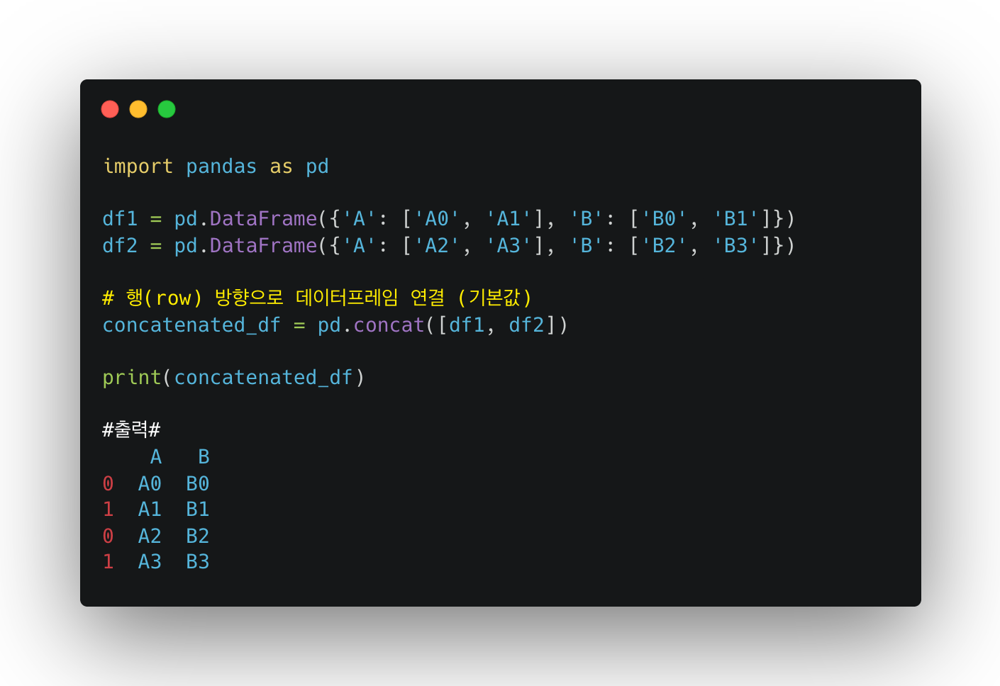 import pandas as pd
df1 = pd.DataFrame({'A': ['A0', 'A1'], 'B': ['B0', 'B1']})
df2 = pd.DataFrame({'A': ['A2', 'A3'], 'B': ['B2', 'B3']})
# 행(row) 방향으로 데이터프레임 연결 (기본값)
concatenated_df = pd.concat([df1, df2])
print(concatenated_df)
#출력#
    A   B
0  A0  B0
1  A1  B1
0  A2  B2
1  A3  B3